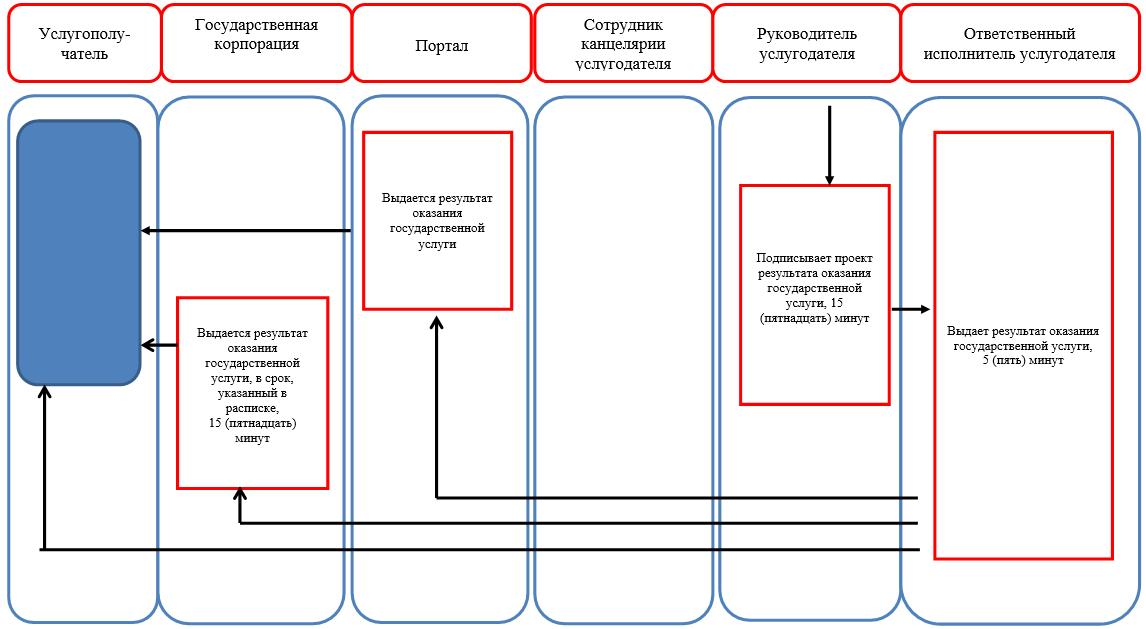 Услугополу-
чатель
Государственная
корпорация
Портал
Сотрудник
канцелярии
услугодателя
Руководитель
услугодателя
Ответственный
исполнитель услугодателя
Выдается результат
оказания
государственной
услуги, в срок,
указанный в
расписке,
15 (пятнадцать)
минут
Выдается результат
оказания
государственной
услуги
Подписывает проект
результата оказания
государственной
услуги, 15
(пятнадцать) минут
Выдает результат оказания
государственной услуги,
5 (пять) минут